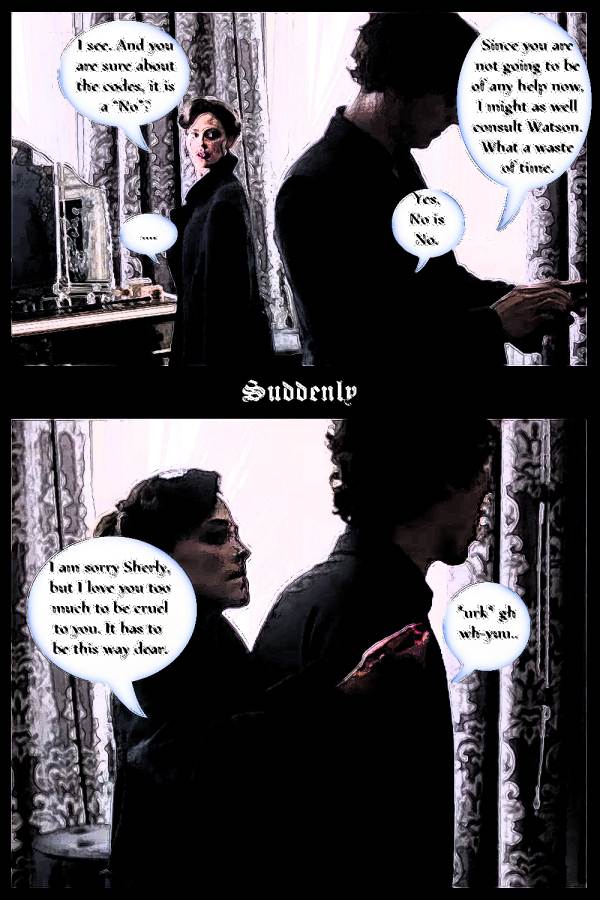 I see. And you
are sure about
the codes, it is
a "No"?
.....
Since you are
not going to be
of any help now,
I might as well
consult Watson.
What a waste
of time.
Yes.
No is
No.
Suddenly
I am sorry Sherly,
but I love you too
much to be cruel
to you. It has to
be this way dear.
*urk* gh
wh-yuu..